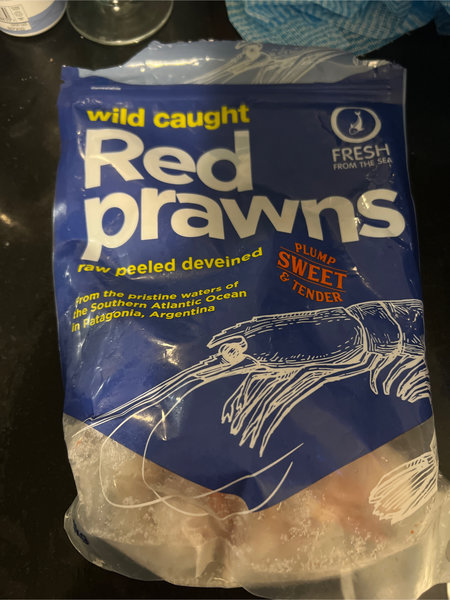 wild caught
Red
prawns
FRESH
FROM THE SEA
raw peeled deveined
PLUMP
SWEET
& TENDER
From the pristine waters of
the Southern Atlantic Ocean
in Patagonia, Argentina